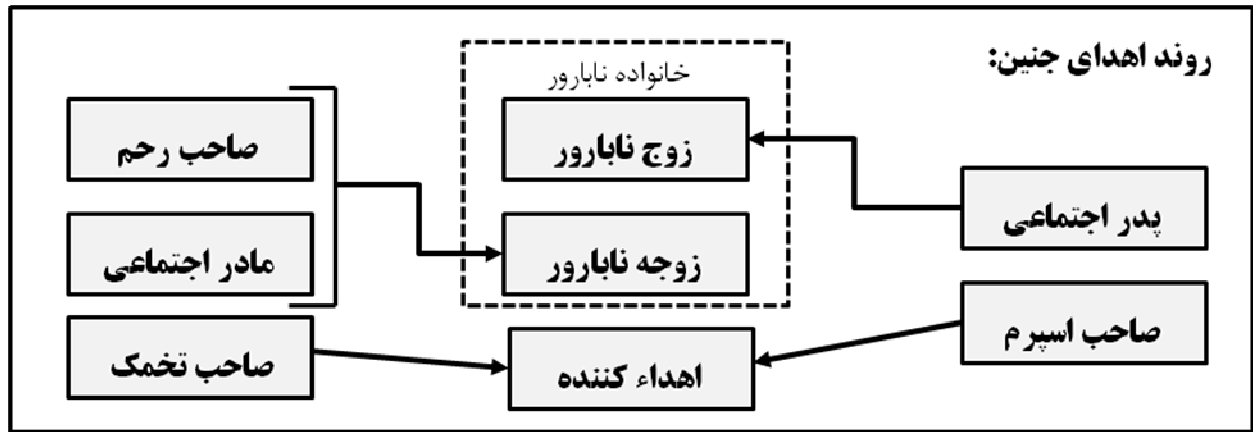 روند اهدای جنین:
خانواده نابارور
زوج نابارور
زوجه نابارور
صاحب رحم
مادر اجتماعی
صاحب تخمک
پدر اجتماعی
صاحب اسپرم
اهداء کننده